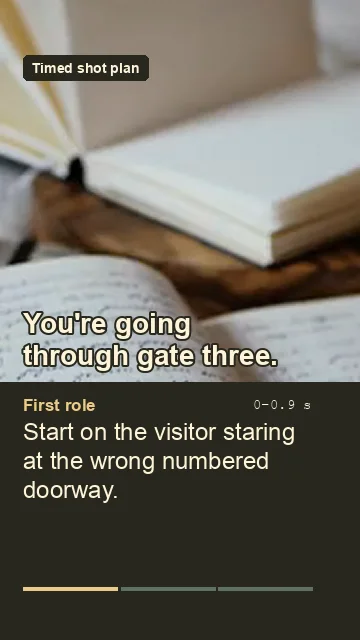 Timed shot plan
You're going
through gate three.
First role
0–0.9 s
Start on the visitor staring
at the wrong numbered
doorway.